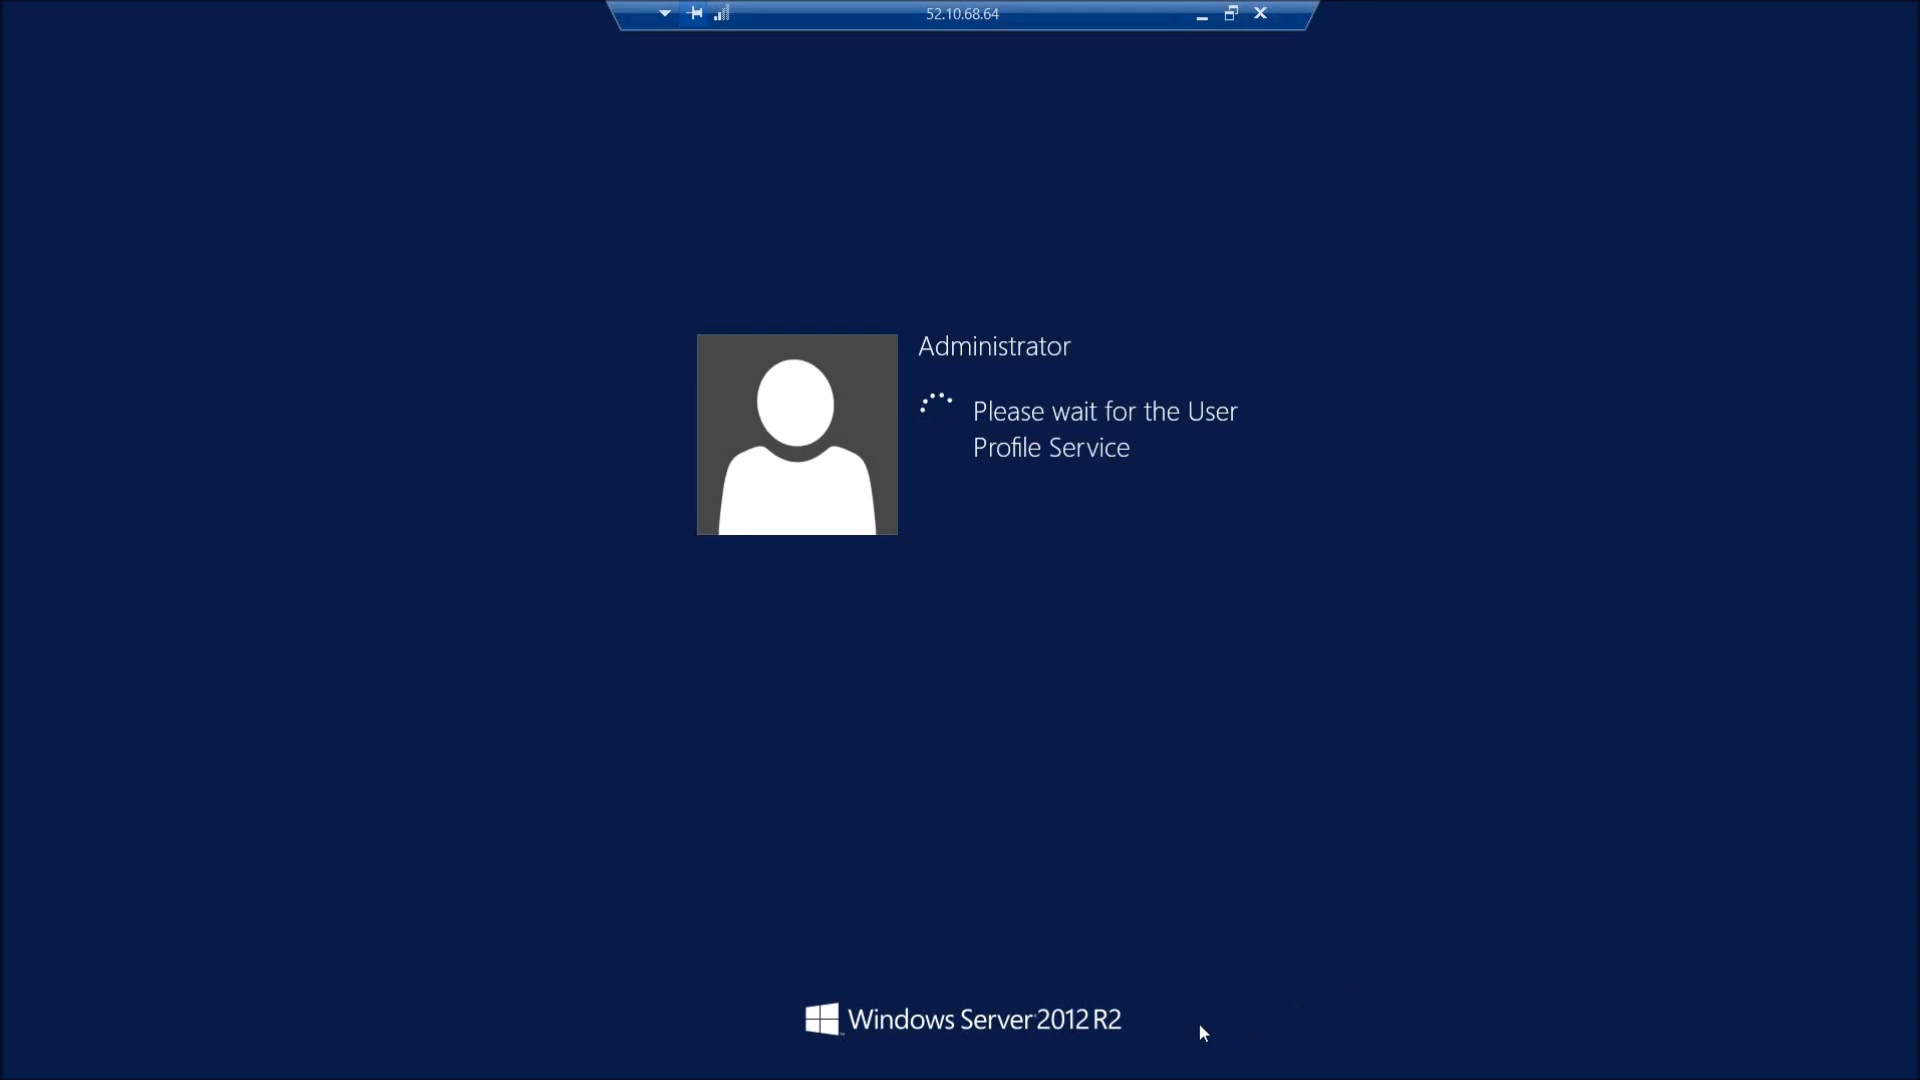 52.10.68.64
Administrator
Please wait for the User
Profile Service
Windows Server 2012 R2